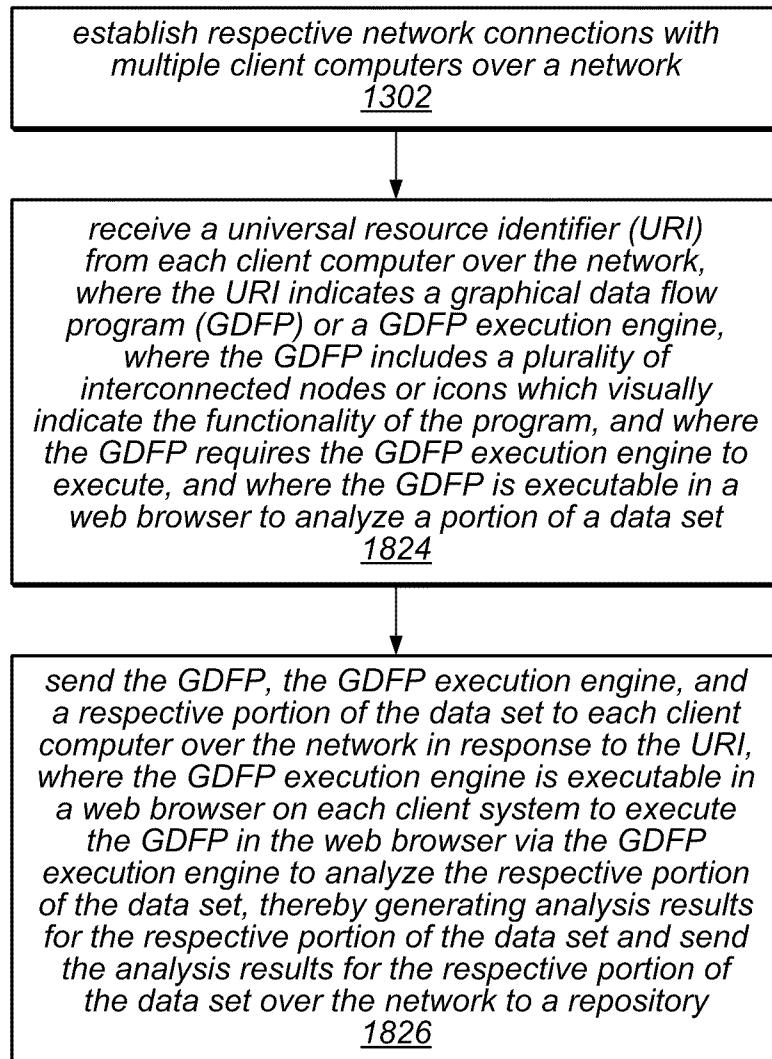 establish respective network connections with
multiple client computers over a network
1302
receive a universal resource identifier (URI)
from each client computer over the network,
where the URI indicates a graphical data flow
program (GDFP) or a GDFP execution engine,
where the GDFP includes a plurality of
interconnected nodes or icons which visually
indicate the functionality of the program, and where
the GDFP requires the GDFP execution engine to
execute, and where the GDFP is executable in a
web browser to analyze a portion of a data set
1824
send the GDFP, the GDFP execution engine, and
a respective portion of the data set to each client
computer over the network in response to the URI,
where the GDFP execution engine is executable in
a web browser on each client system to execute
the GDFP in the web browser via the GDFP
execution engine to analyze the respective portion
of the data set, thereby generating analysis results
for the respective portion of the data set and send
the analysis results for the respective portion of
the data set over the network to a repository
1826